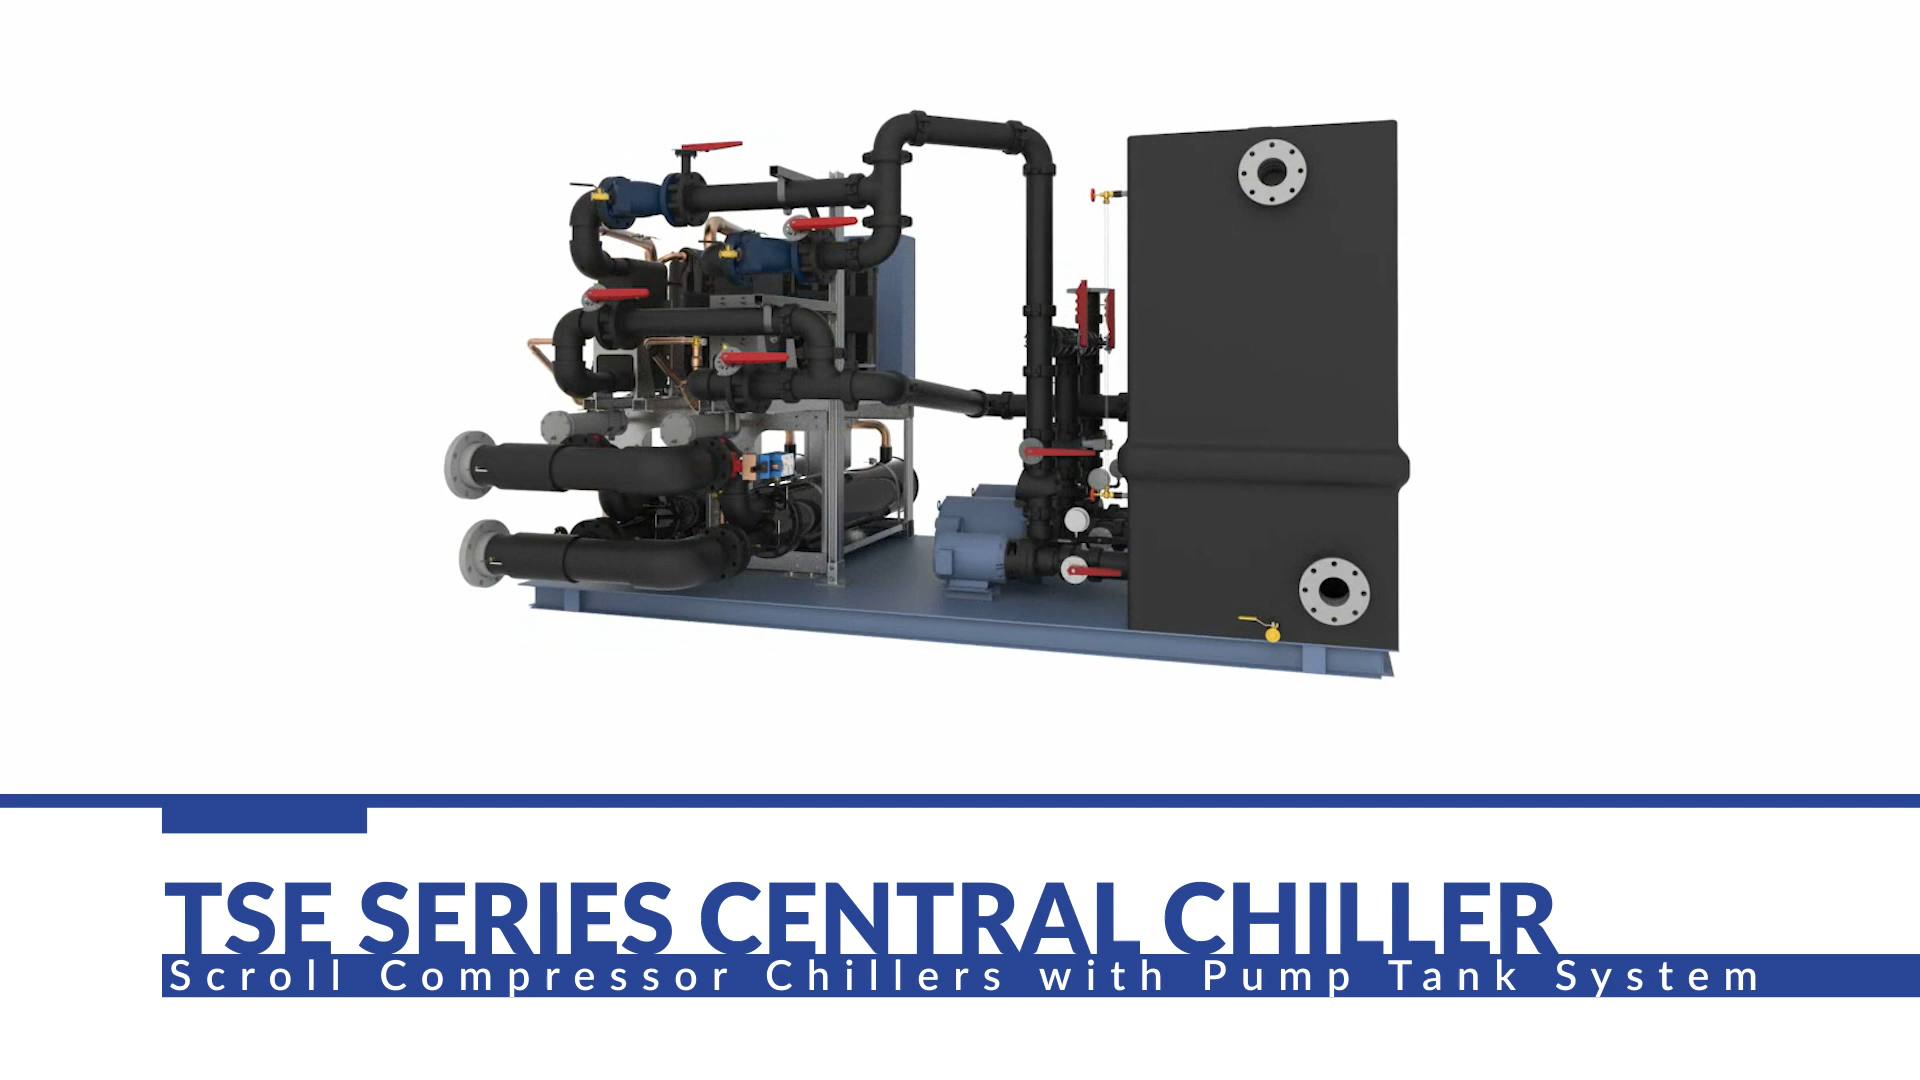 TSE SERIES CENTRAL CHILLER
Scroll Compressor Chillers with Pump Tank System